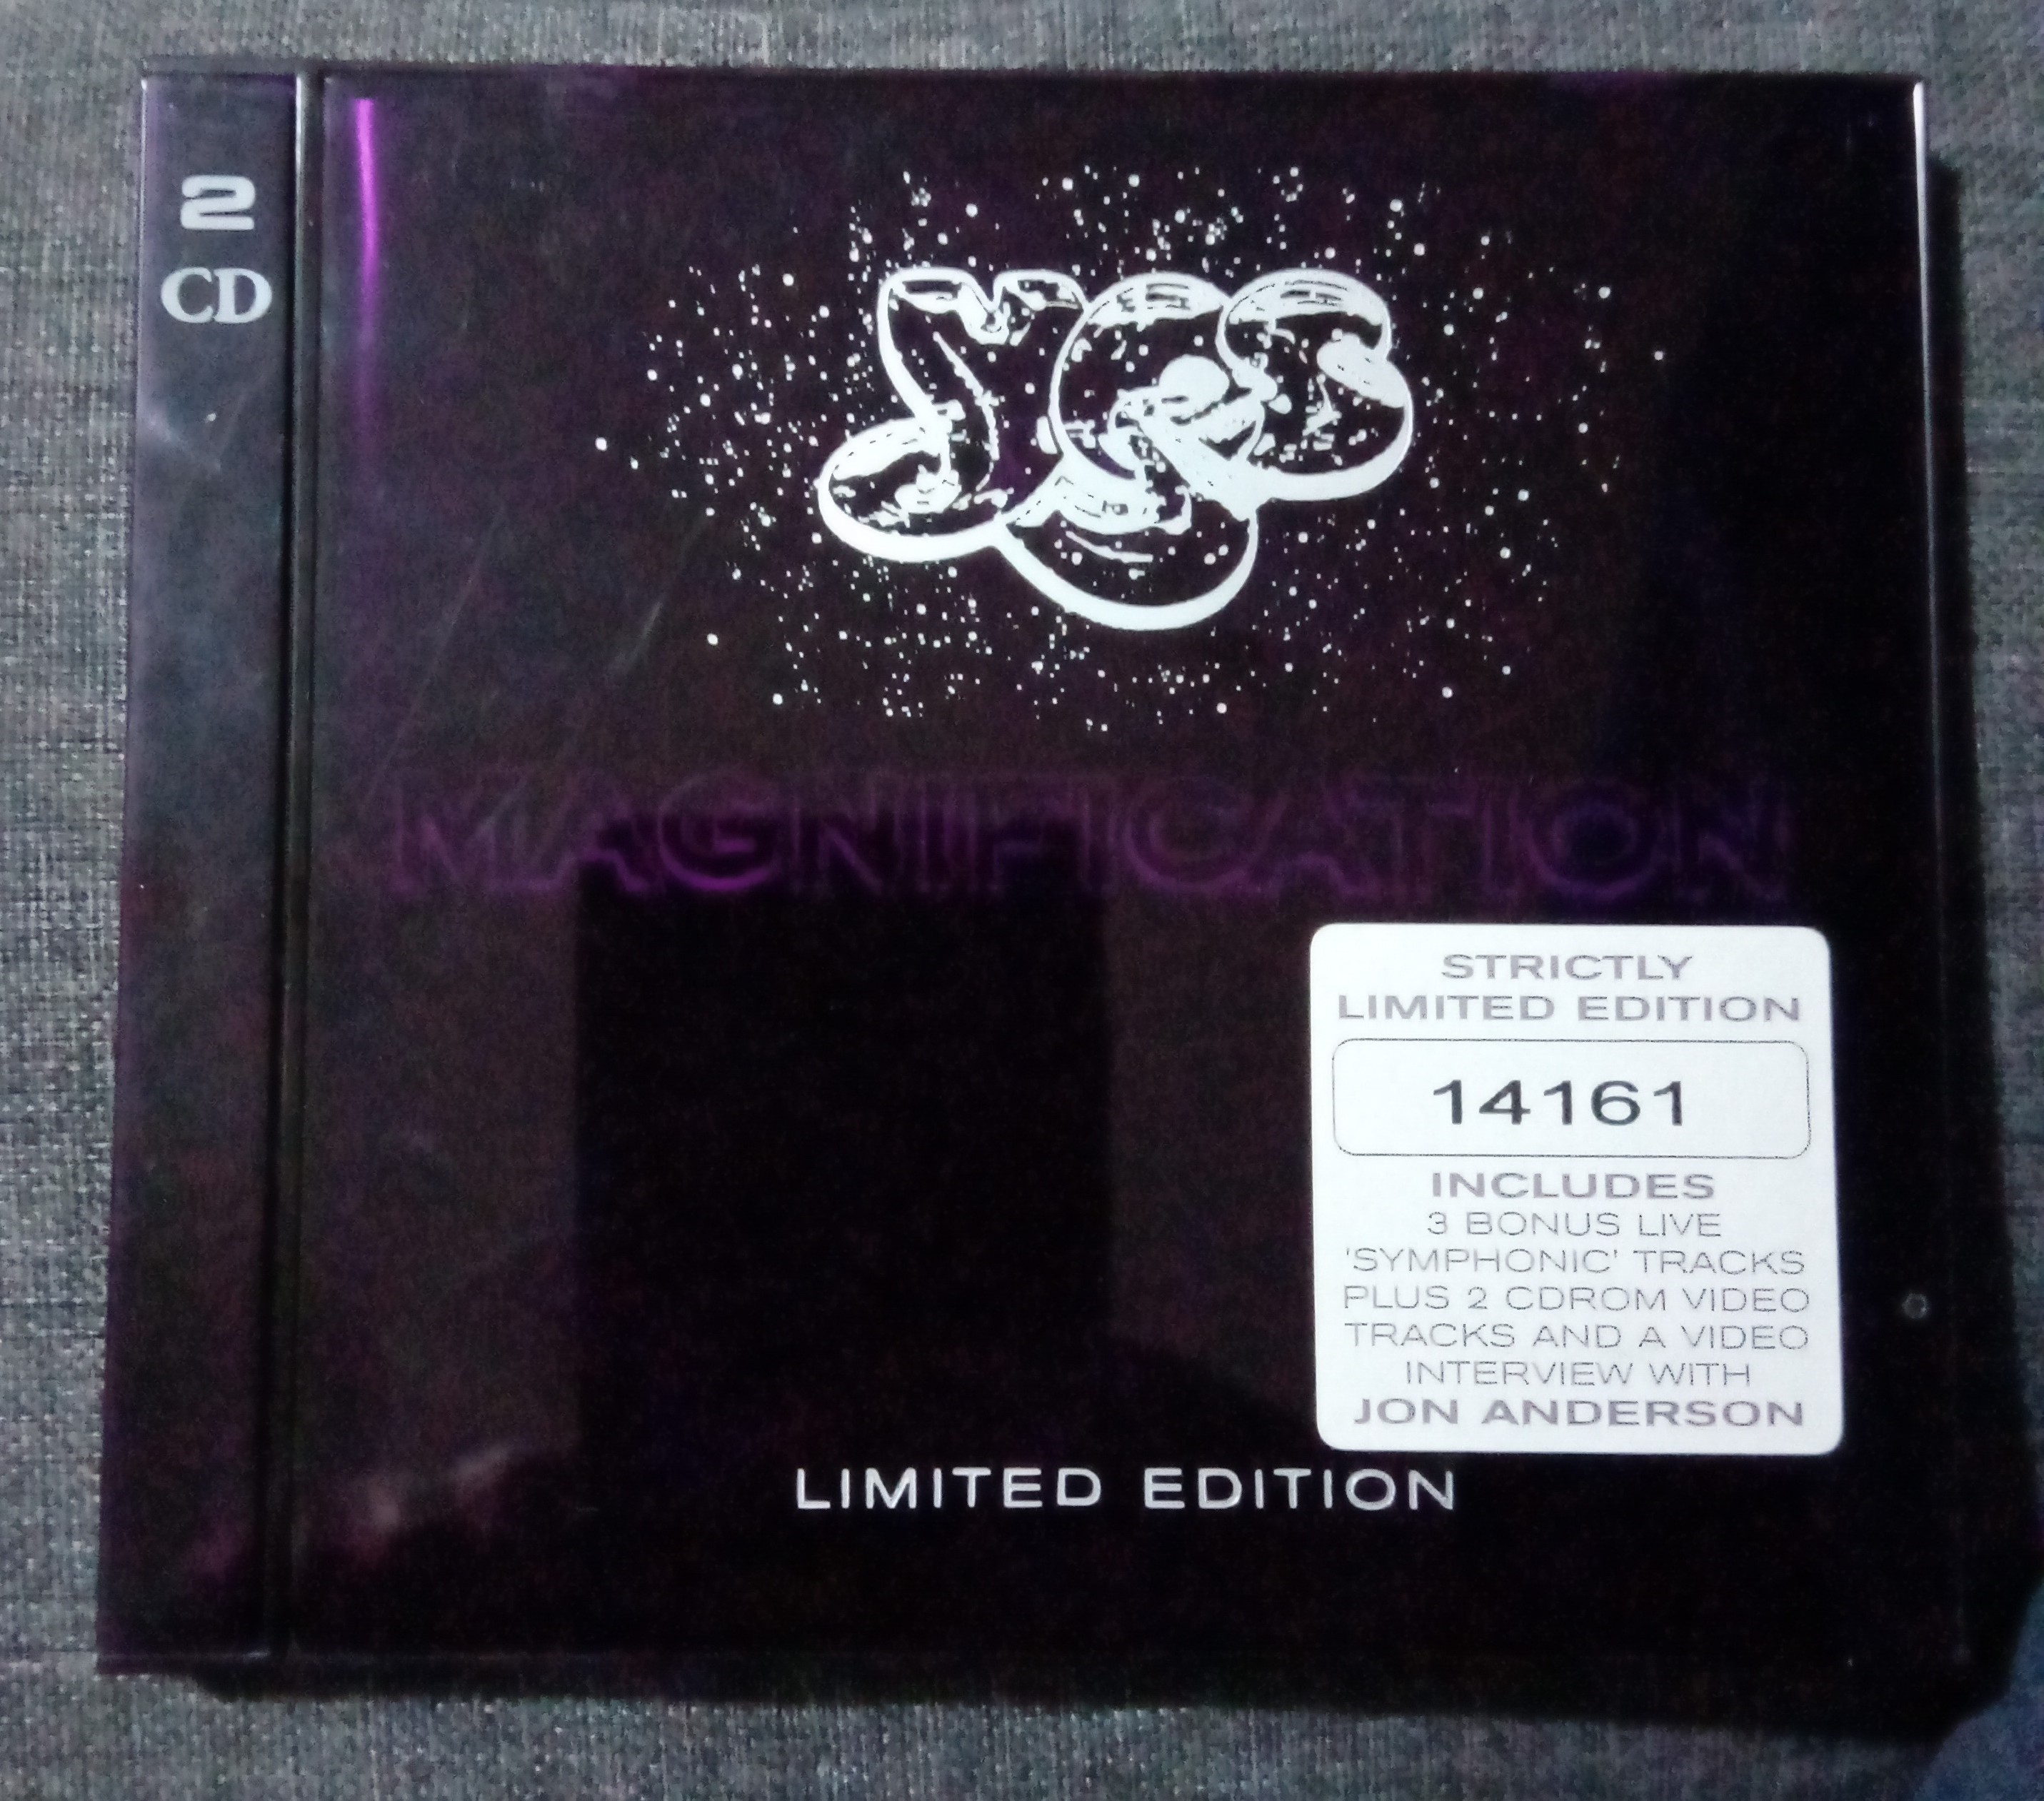 2
CD
YES
MAGNIFICATION
STRICTLY
LIMITED EDITION
14161
INCLUDES
3 BONUS LIVE
'SYMPHONIC' TRACKS
PLUS 2 CDROM VIDEO
TRACKS AND A VIDEO
INTERVIEW WITH
JON ANDERSON
LIMITED EDITION